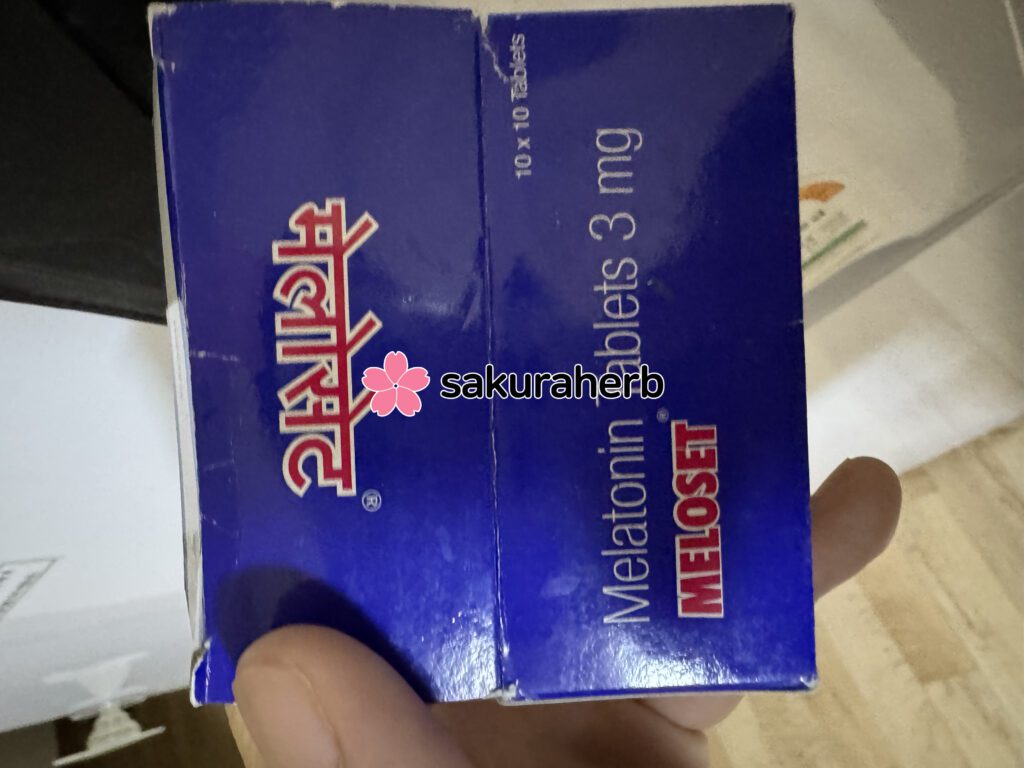 मेलोसेट®
10 x 10 Tablets
Melatonin Tablets 3 mg
MELOSET®
sakuraherb